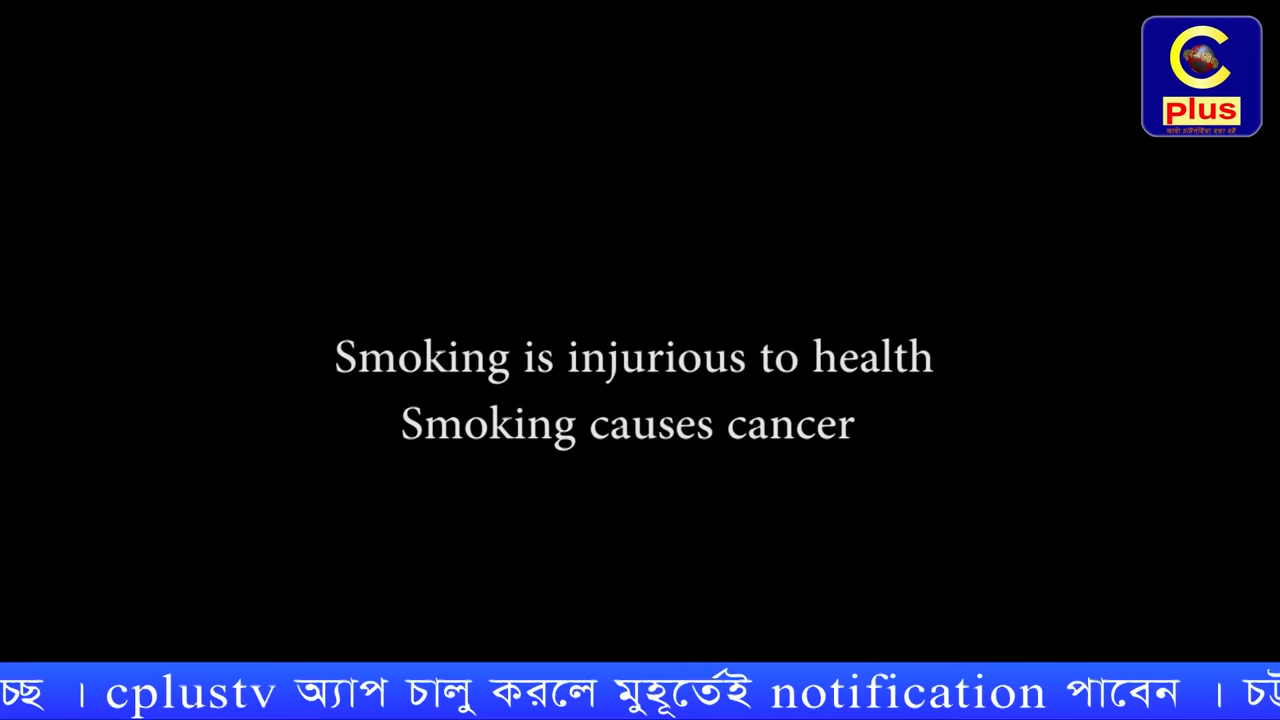 C
plus
Smoking is injurious to health
Smoking causes cancer
চ্ছ । cplustv অ্যাপ চালু করলে মুহূর্তেই notification পাবেন ।